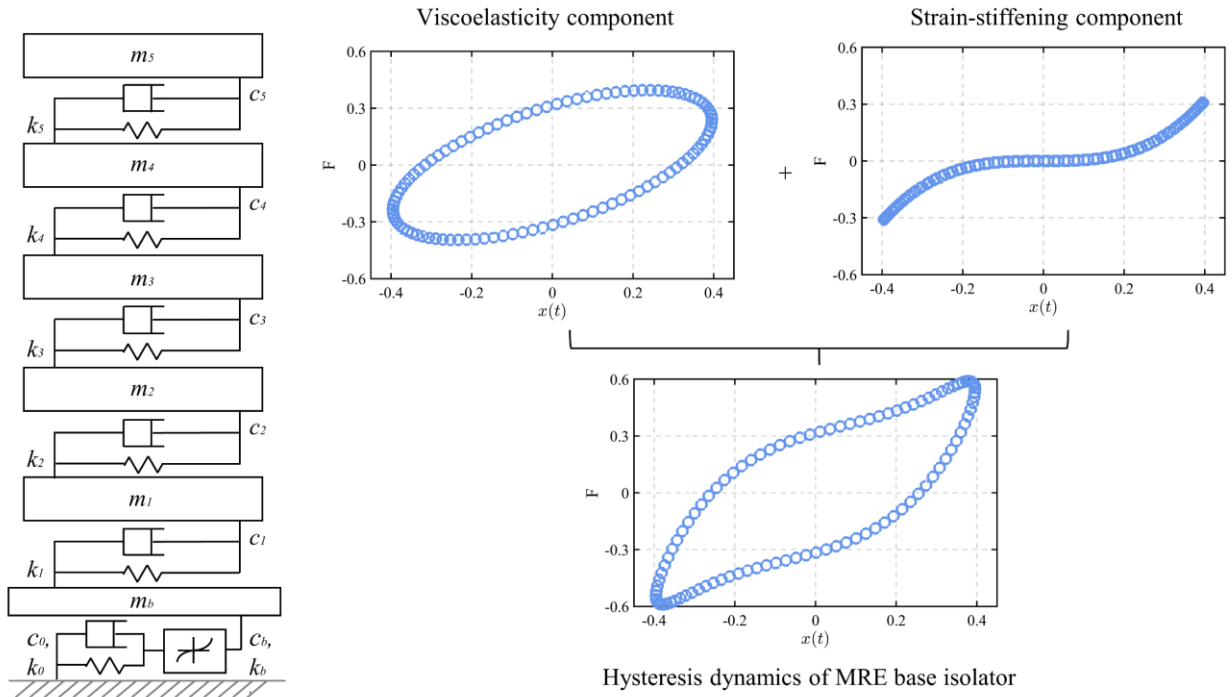 m₅
c₅
k₅
m₄
c₄
k₄
m₃
c₃
k₃
m₂
c₂
k₂
m₁
c₁
k₁
m_b
c₀,
k₀
c_b,
k_b
Viscoelasticity component
0.6
0.3
0
-0.3
-0.6
F
-0.4 -0.2 0 0.2 0.4
x(t)
+
Strain-stiffening component
0.6
0.3
0
-0.3
-0.6
F
-0.4 -0.2 0 0.2 0.4
x(t)
0.6
0.3
0
-0.3
-0.6
F
-0.4 -0.2 0 0.2 0.4
x(t)
Hysteresis dynamics of MRE base isolator